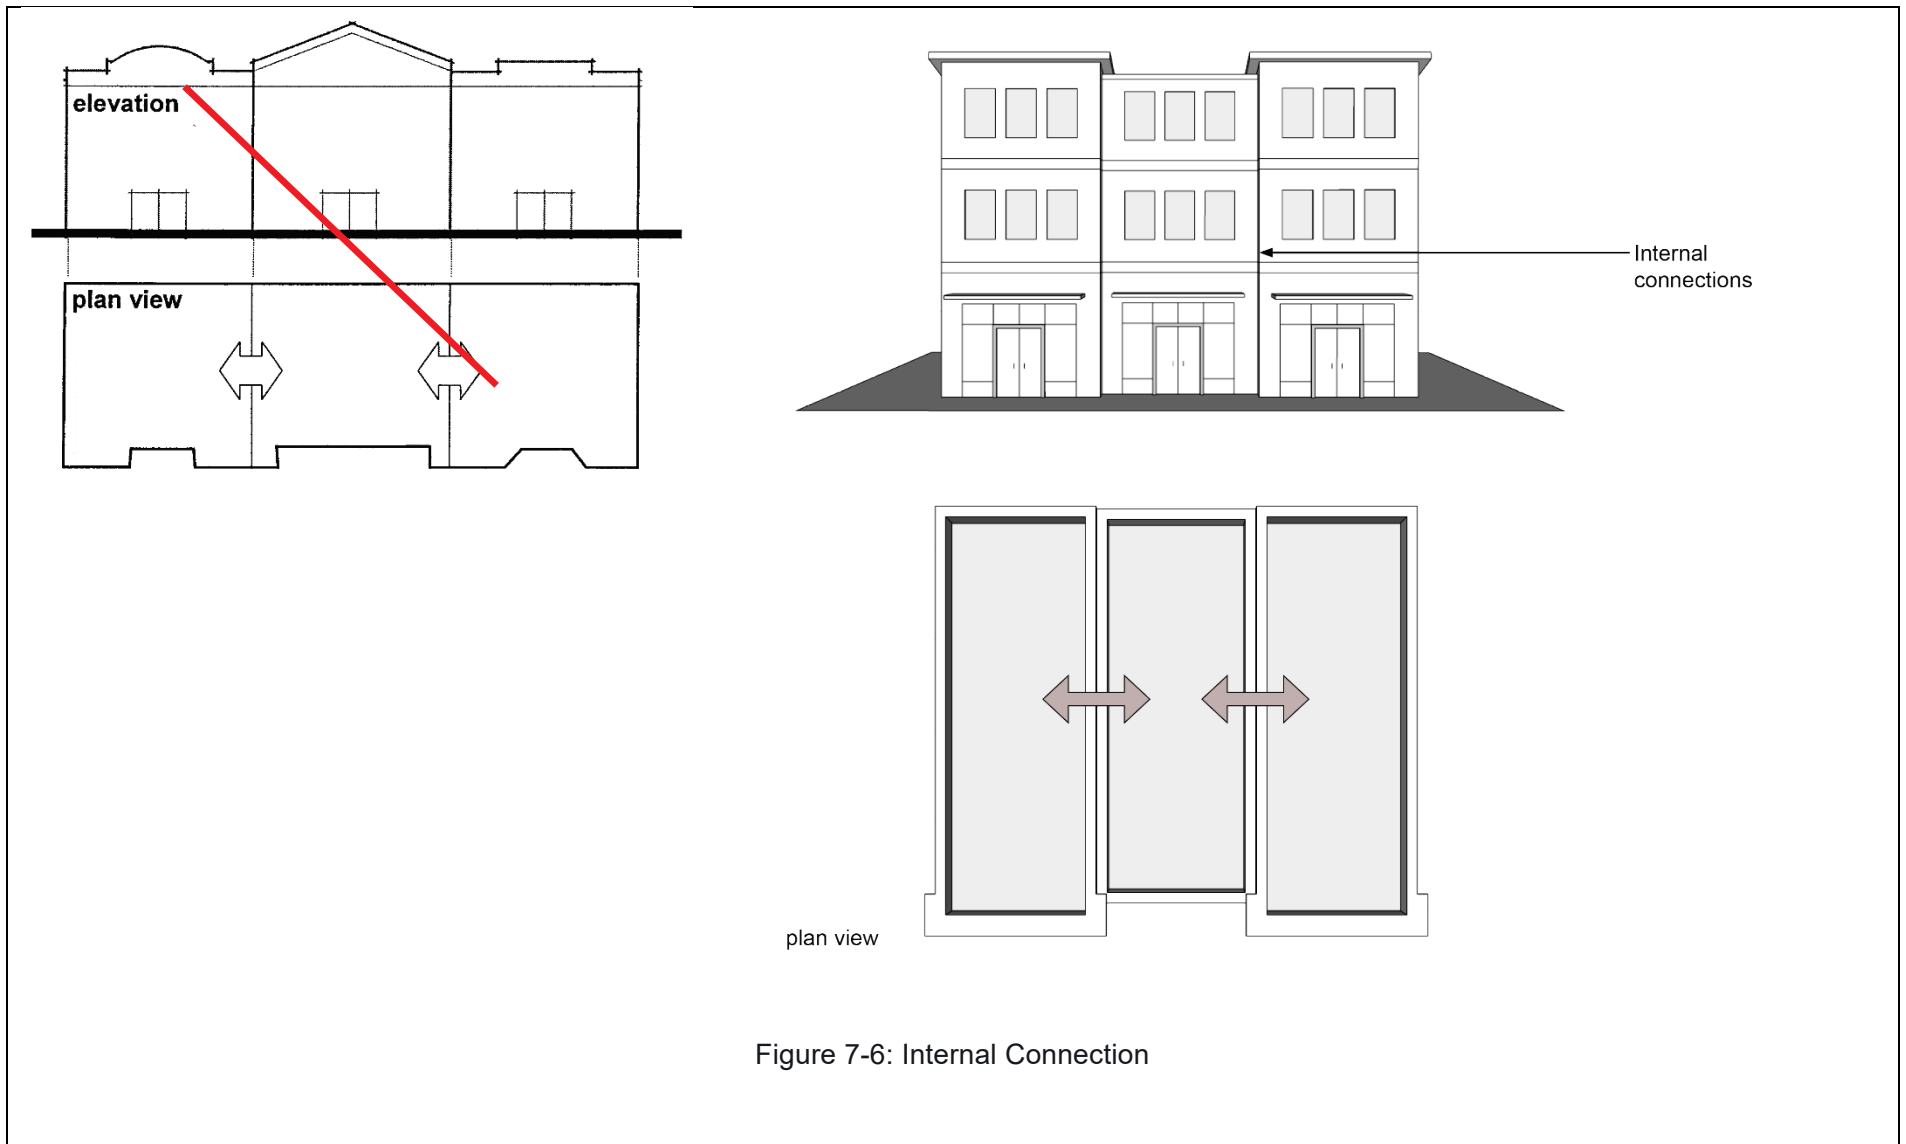 elevation
plan view
Internal
connections
plan view
Figure 7-6: Internal Connection